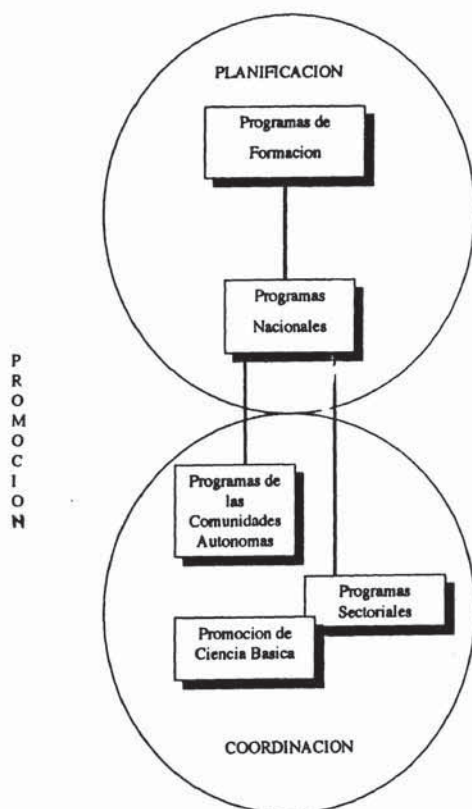 PLANIFICACION
Programas de
Formacion
Programas
Nacionales
P
R
O
M
O
C
I
O
N
Programas de
las
Comunidades
Autonomas
Programas
Sectoriales
Promocion de
Ciencia Basica
COORDINACION